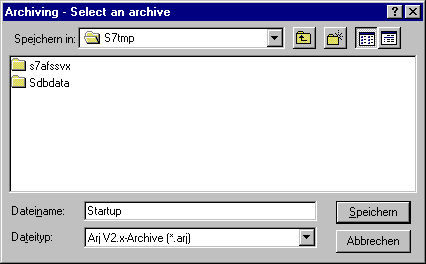 Archiving - Select an archive
Speichern in: S7tmp
s7afssvx
Sdbdata
Dateiname: Startup
Speichern
Dateityp: Arj V2.x-Archive (*.arj)
Abbrechen